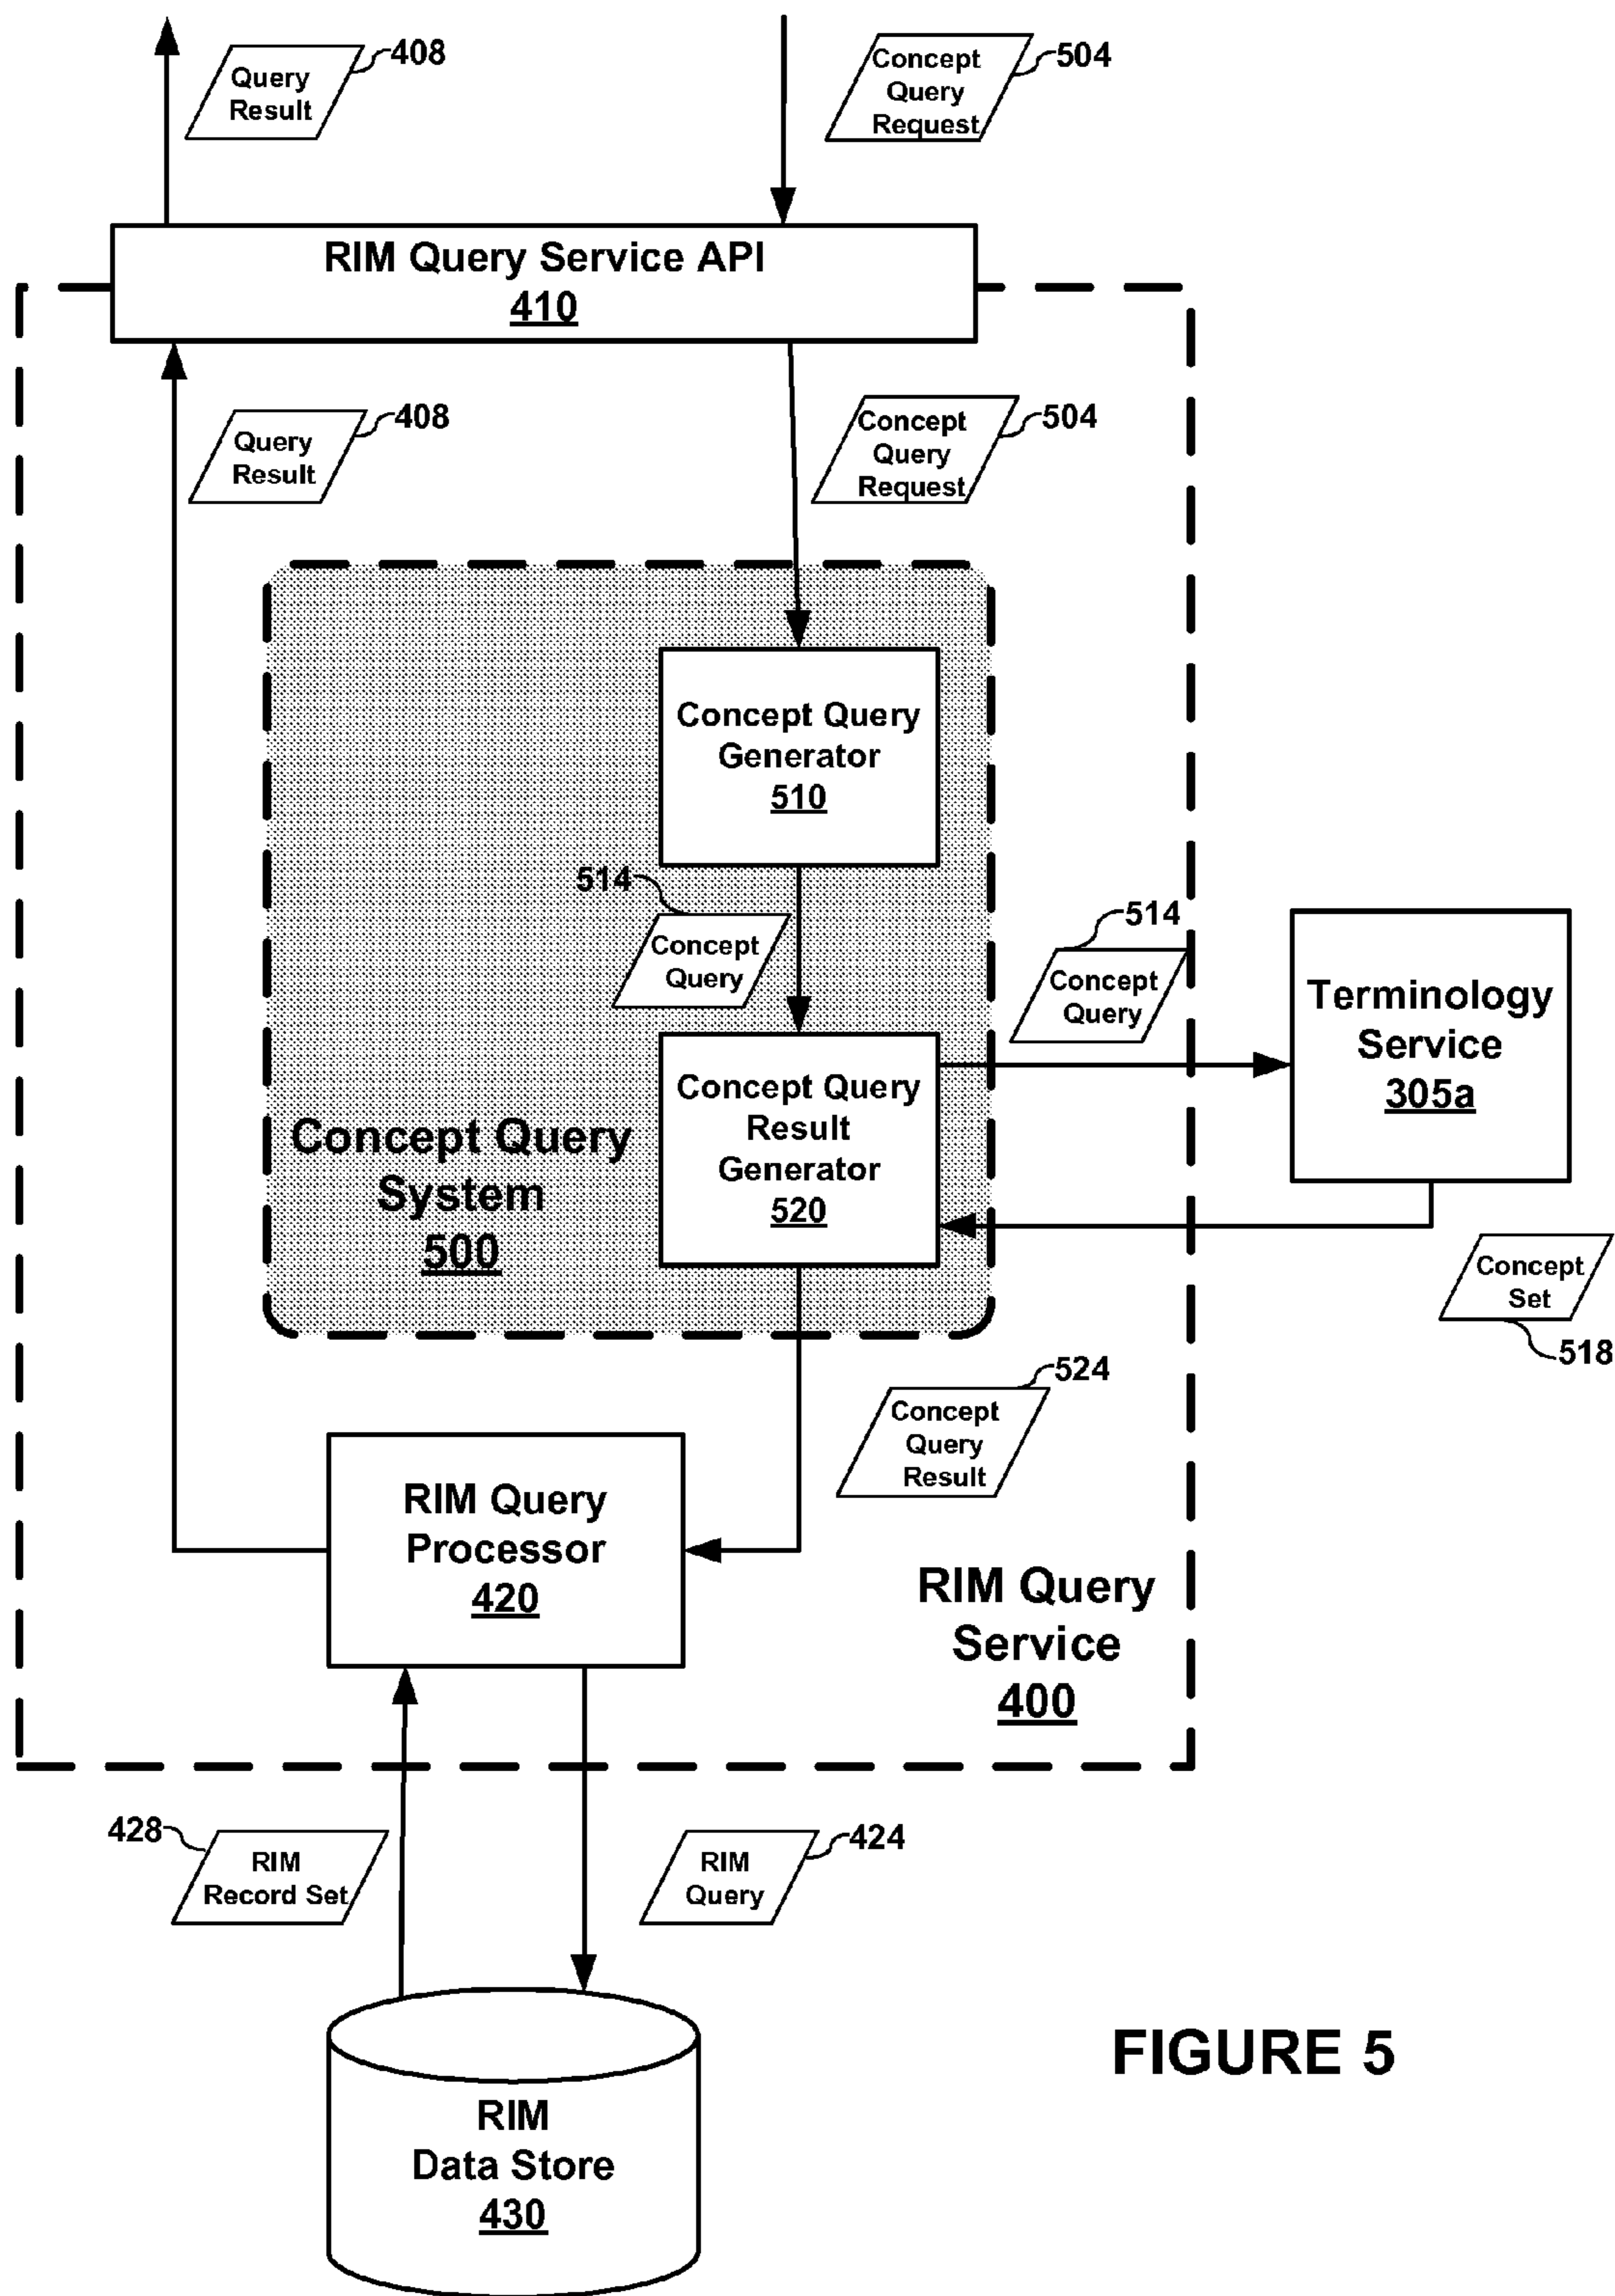 Query
Result
408
Concept
Query
Request
504
RIM Query Service API
410
Query
Result
408
Concept
Query
Request
504
Concept Query
Generator
510
514
Concept
Query
514
Concept
Query
Terminology
Service
305a
Concept Query
Result
Generator
520
Concept Query
System
500
Concept
Set
518
524
Concept
Query
Result
RIM Query
Processor
420
RIM Query
Service
400
428
RIM
Record Set
RIM
Query
424
RIM
Data Store
430
FIGURE 5